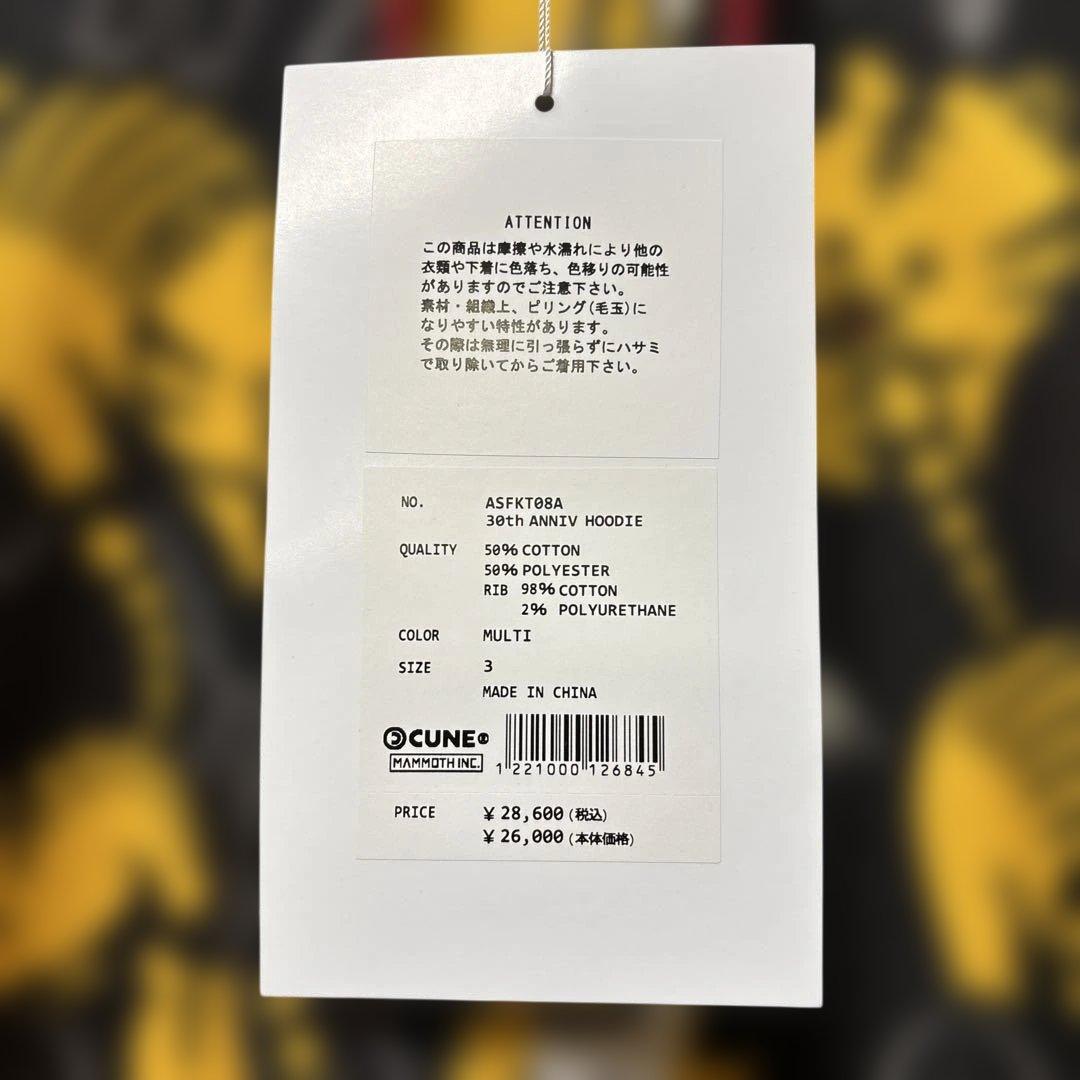 ATTENTION
この商品は摩擦や水濡れにより他の
衣類や下着に色落ち、色移りの可能性
がありますのでご注意下さい。
素材・組織上、ピリング(毛玉)に
なりやすい特性があります。
その際は無理に引っ張らずにハサミ
で取り除いてからご着用下さい。
NO. ASFKT08A
30th ANNIV HOODIE
QUALITY 50% COTTON
50% POLYESTER
RIB 98% COTTON
2% POLYURETHANE
COLOR MULTI
SIZE 3
MADE IN CHINA
CUNE
MAMMOTH INC.
1 221000 126845
PRICE ¥ 28,600 (税込)
¥ 26,000 (本体価格)